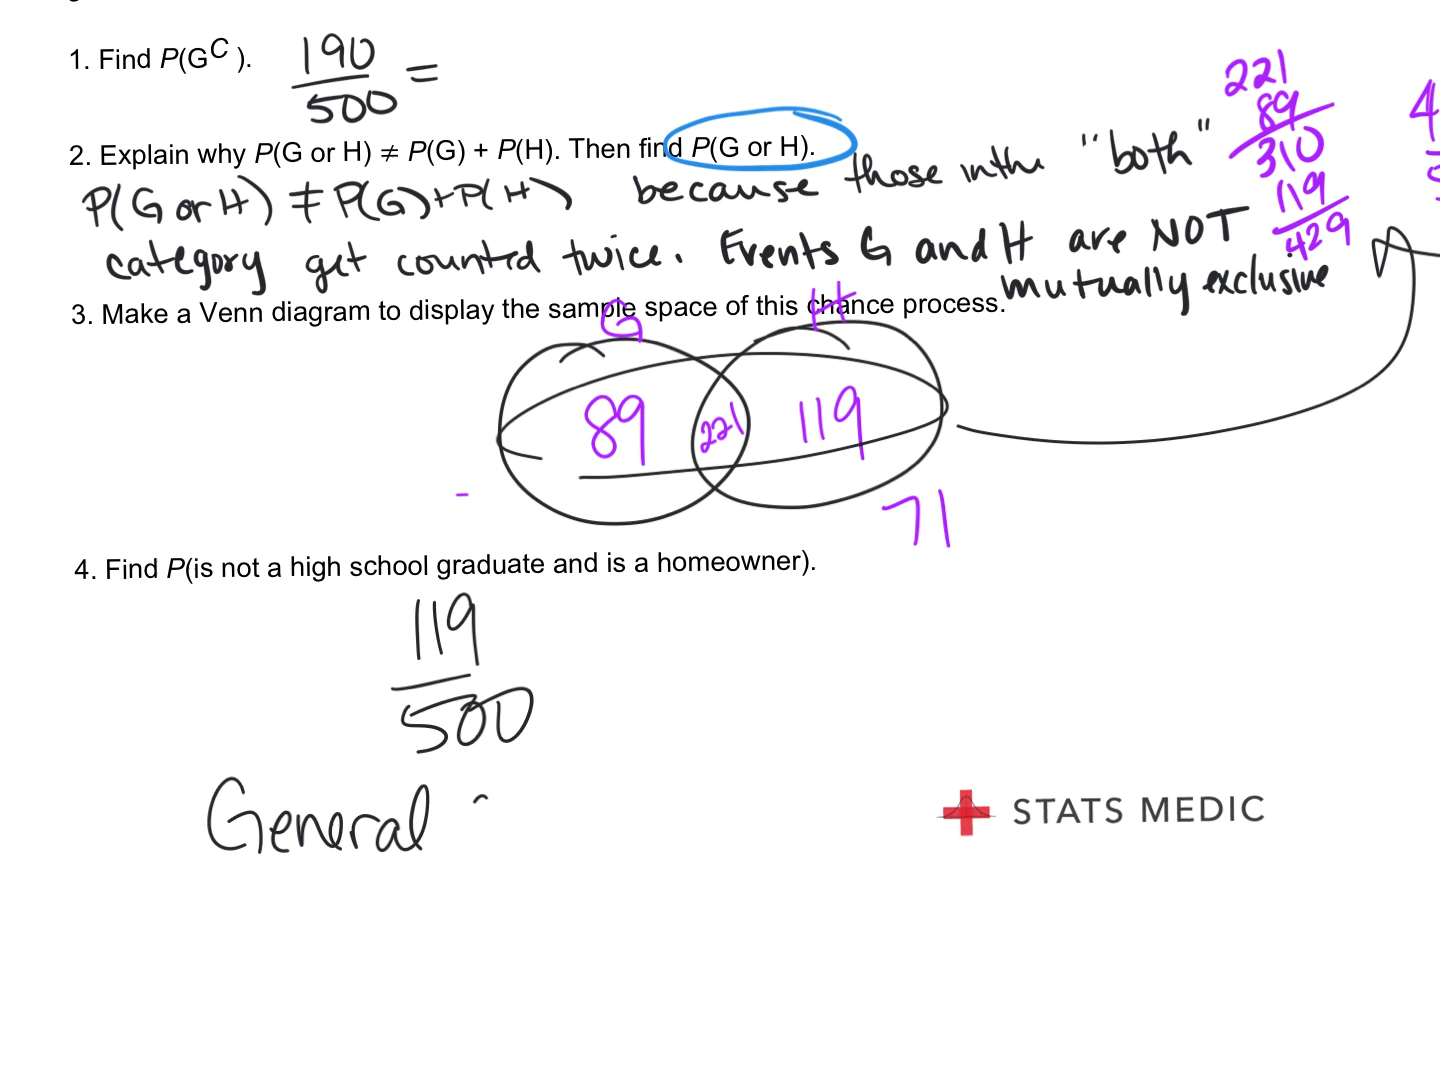 1. Find P(G^C). 190/500 =
221
89
310
119
429
4
2. Explain why P(G or H) ≠ P(G) + P(H). Then find P(G or H).
P(G or H) ≠ P(G)+P(H) because those in the "both"
category get counted twice. Events G and H are NOT
mutually exclusive
3. Make a Venn diagram to display the sample space of this chance process.
G H
89 221 119
71
4. Find P(is not a high school graduate and is a homeowner).
119
500
General
STATS MEDIC